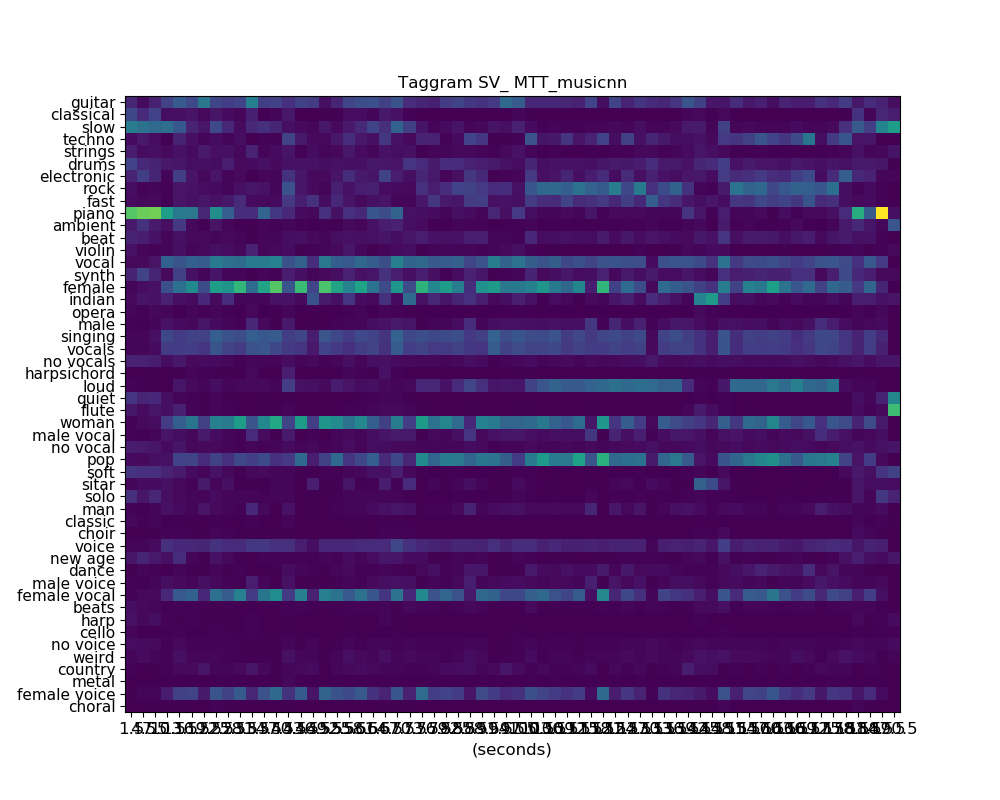 Taggram SV_ MTT_musicnn
guitar
classical
slow
techno
strings
drums
electronic
rock
fast
piano
ambient
beat
violin
vocal
synth
female
indian
opera
male
singing
vocals
no vocals
harpsichord
loud
quiet
flute
woman
male vocal
no vocal
pop
soft
sitar
solo
man
classic
choir
voice
new age
dance
male voice
female vocal
beats
harp
cello
no voice
weird
country
metal
female voice
choral
(seconds)